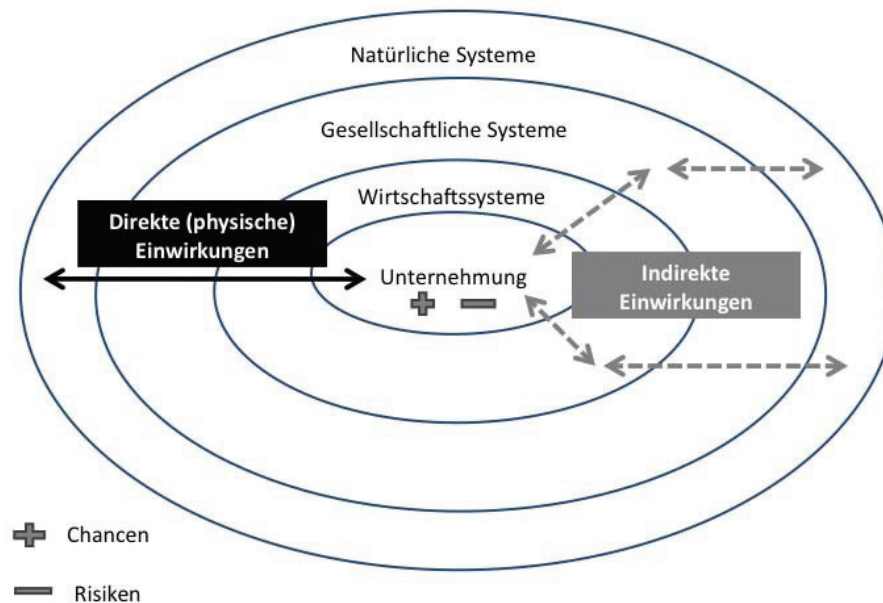 Natürliche Systeme
Gesellschaftliche Systeme
Wirtschaftssysteme
Direkte (physische)
Einwirkungen
Unternehmung
Indirekte
Einwirkungen
Chancen
Risiken